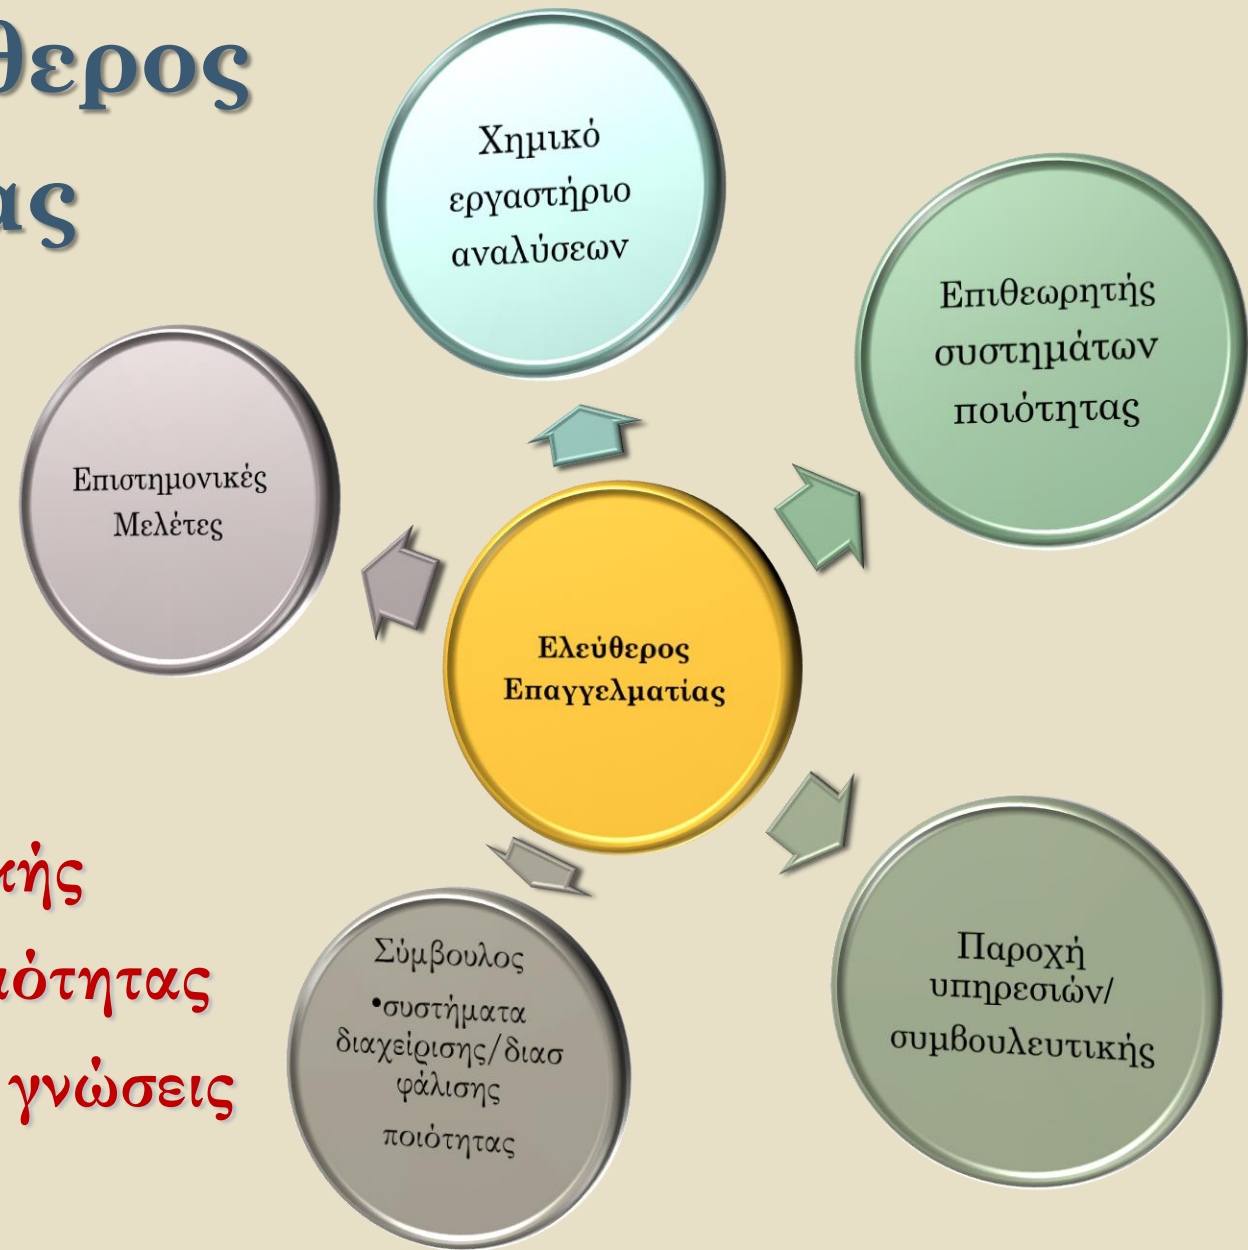 θερος
ας
Χημικό
εργαστήριο
αναλύσεων
Επιθεωρητής
συστημάτων
ποιότητας
Επιστημονικές
Μελέτες
Ελεύθερος
Επαγγελματίας
κής
ότητας
γνώσεις
Σύμβουλος
•συστήματα
διαχείρισης/διασ
φάλισης
ποιότητας
Παροχή
υπηρεσιών/
συμβουλευτικής